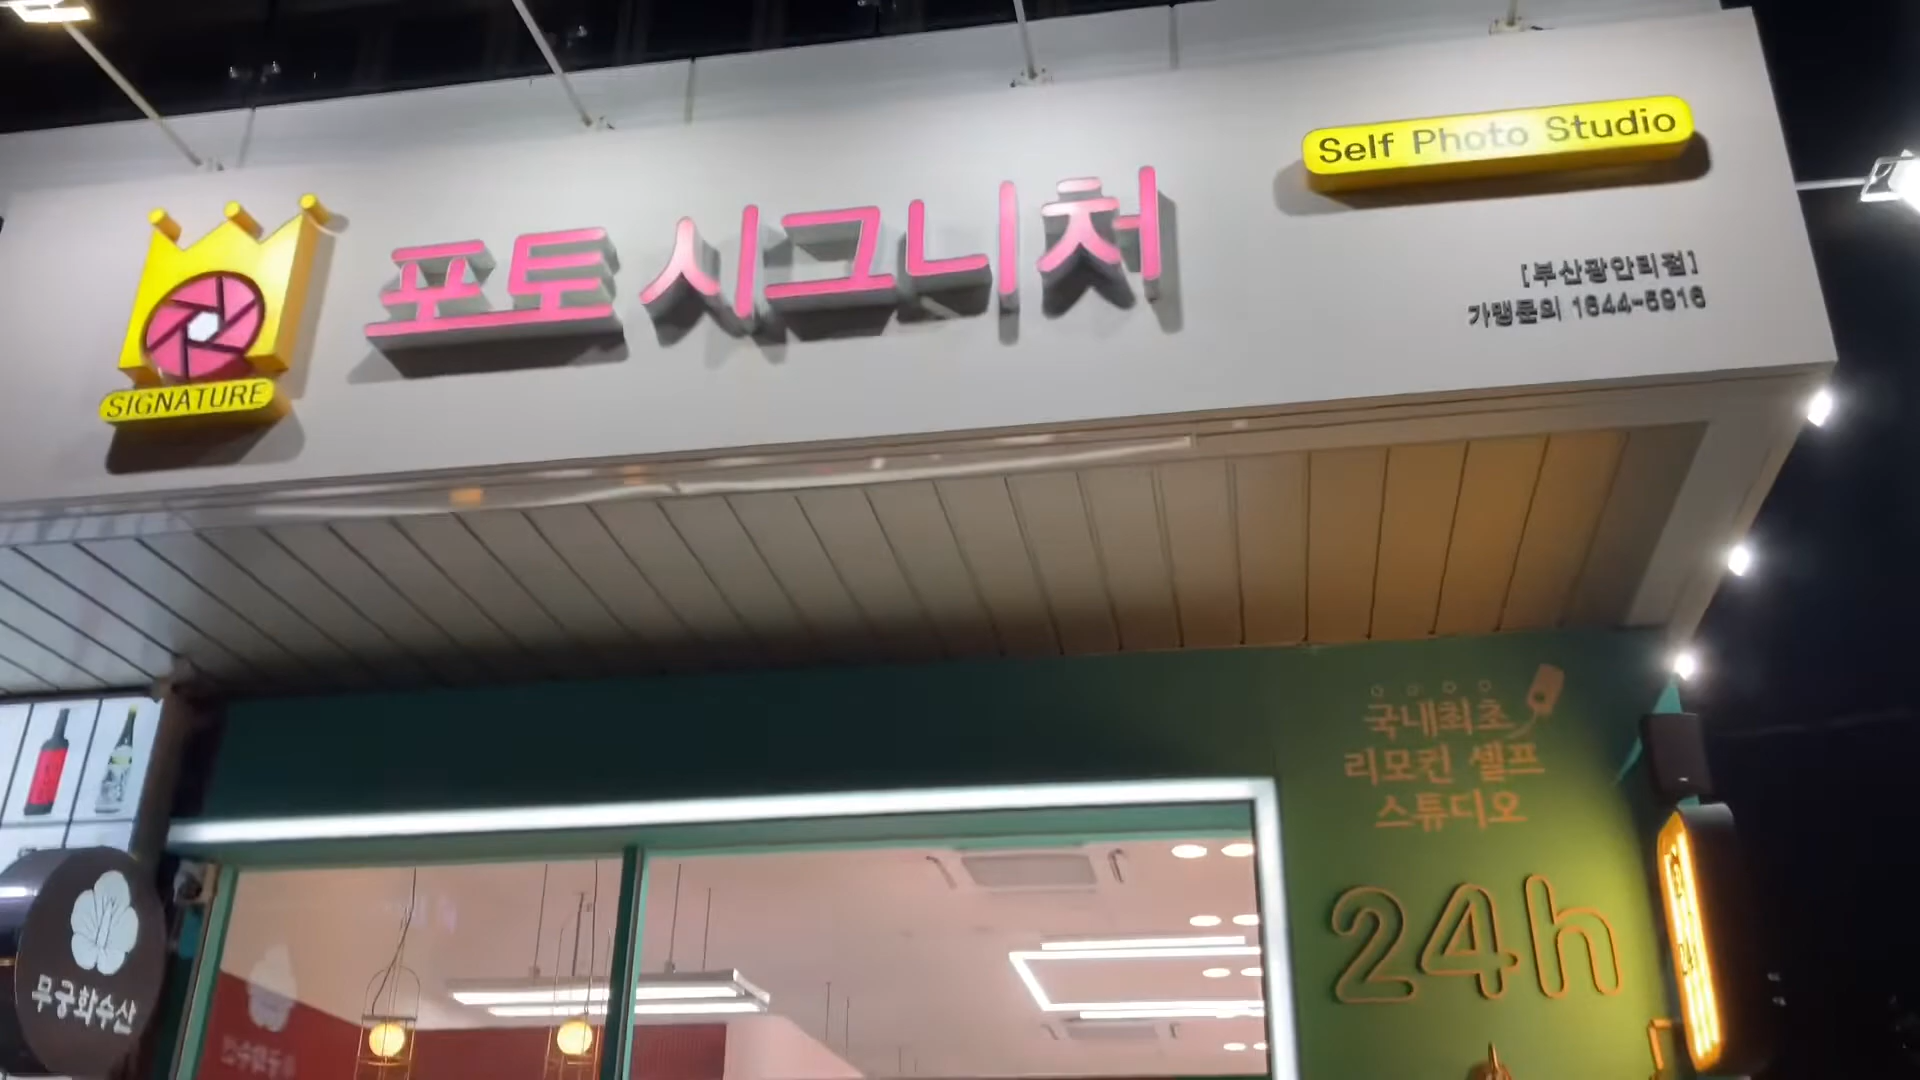 Self Photo Studio
포토시그니처
SIGNATURE
[부산광안리점]
가맹문의 1644-5916
국내최초
리모컨 셀프
스튜디오
24h
무궁화수산